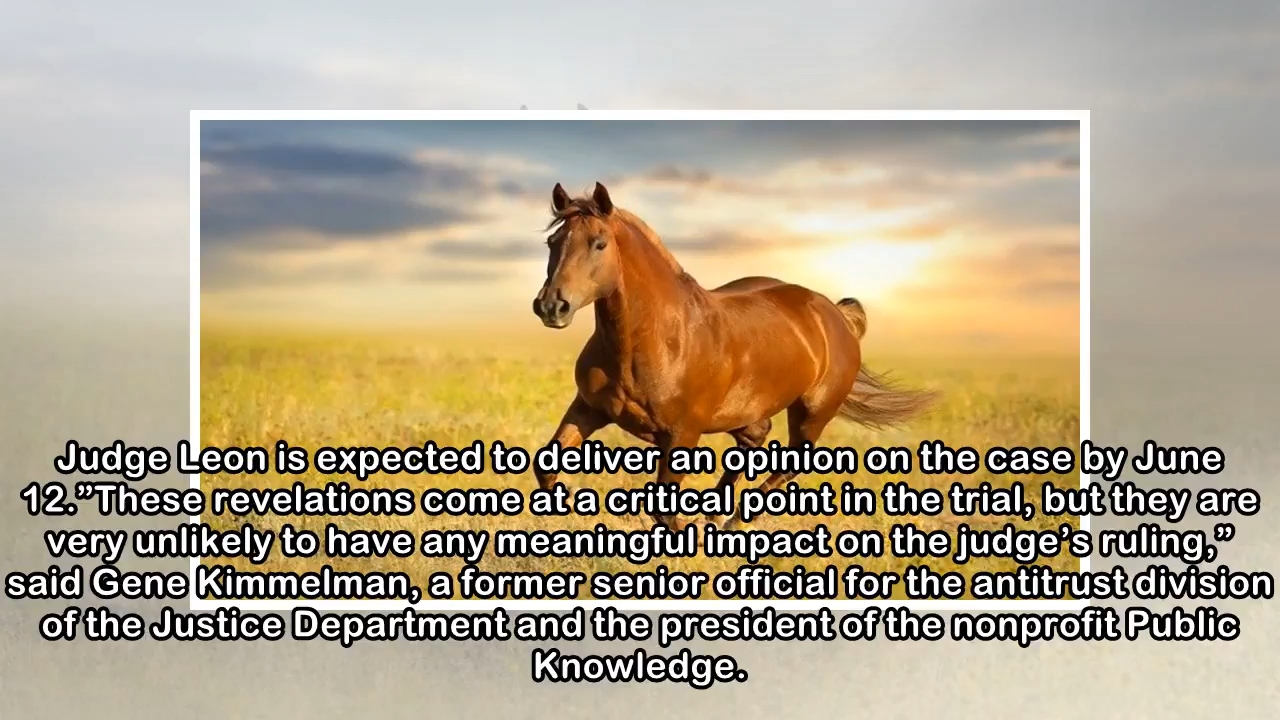 Judge Leon is expected to deliver an opinion on the case by June
12.”These revelations come at a critical point in the trial, but they are
very unlikely to have any meaningful impact on the judge’s ruling,”
said Gene Kimmelman, a former senior official for the antitrust division
of the Justice Department and the president of the nonprofit Public
Knowledge.